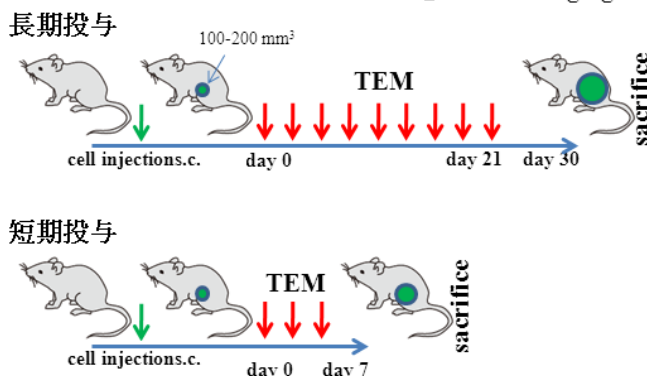 長期投与
100-200 mm³
TEM
sacrifice
cell injections.c.
day 0
day 21
day 30
短期投与
TEM
sacrifice
cell injections.c.
day 0
day 7